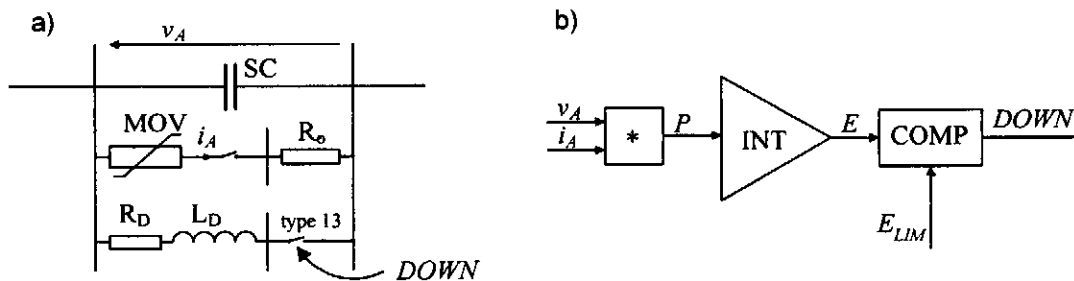 a)
v_A
SC
MOV
i_A
R_o
R_D
L_D
type 13
DOWN
b)
v_A
i_A
*
P
INT
E
COMP
DOWN
E_LIM